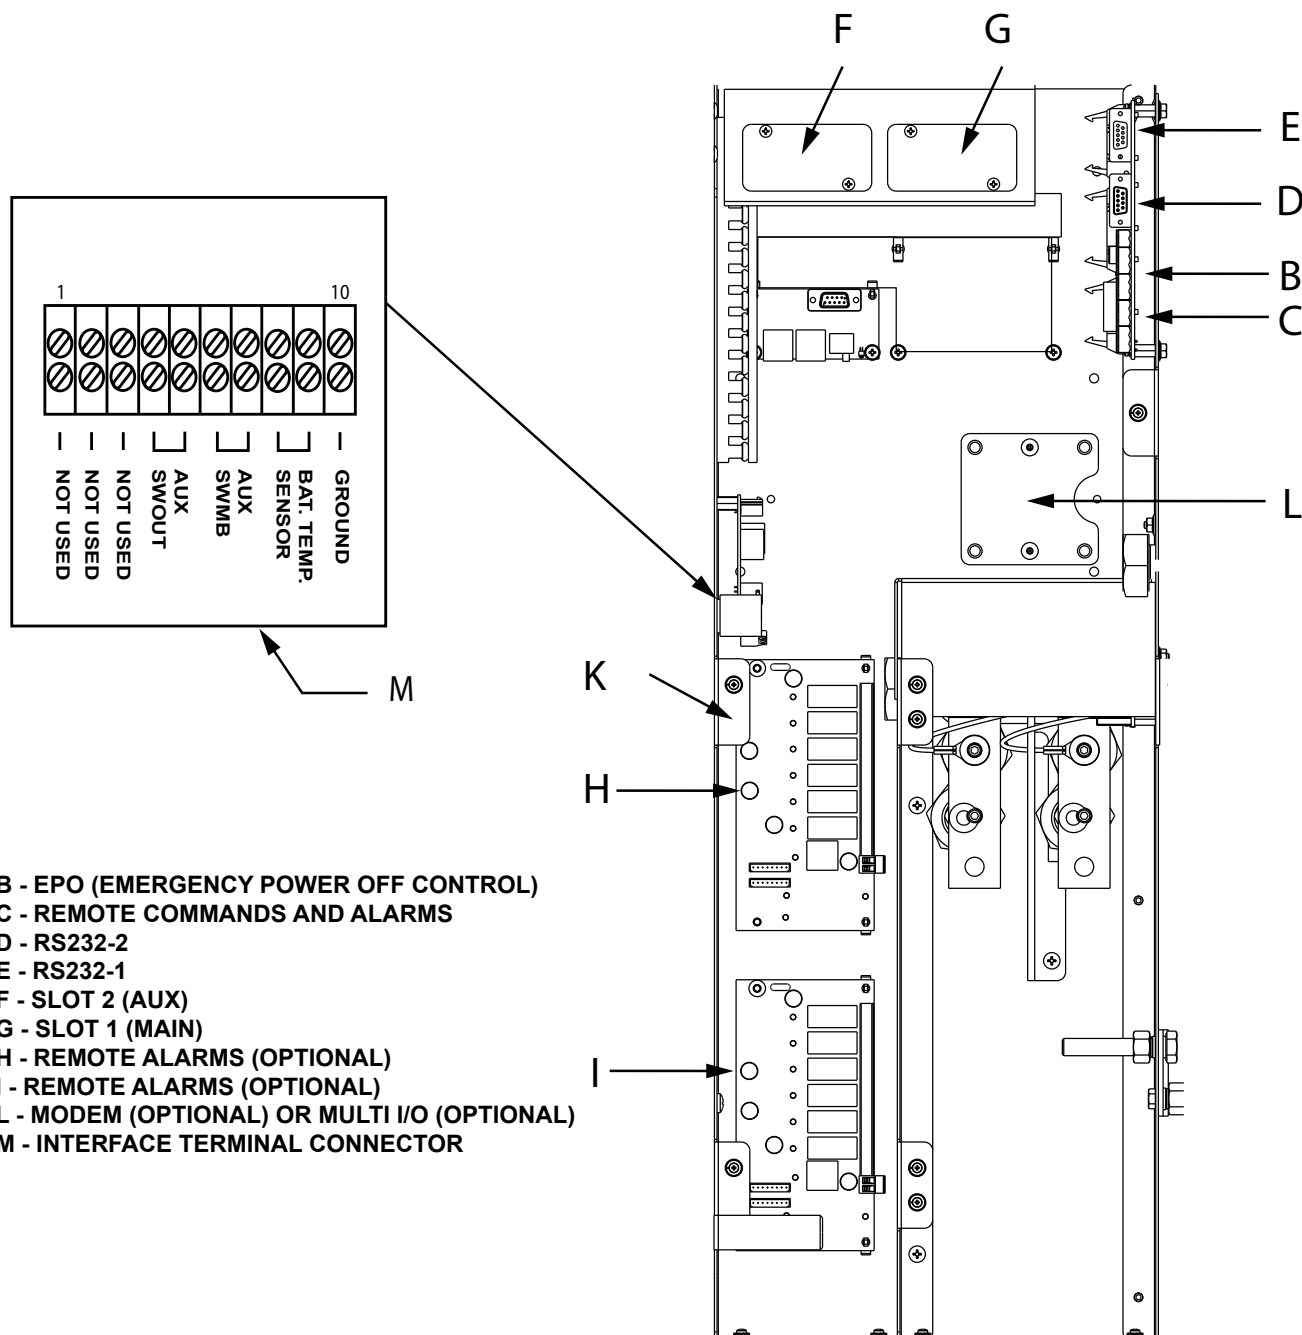 F
G
E
D
B
C
L
K
H
I
M
1
10
NOT USED
NOT USED
NOT USED
AUX
SWOUT
AUX
SWMB
BAT. TEMP.
SENSOR
GROUND
B - EPO (EMERGENCY POWER OFF CONTROL)
C - REMOTE COMMANDS AND ALARMS
D - RS232-2
E - RS232-1
F - SLOT 2 (AUX)
G - SLOT 1 (MAIN)
H - REMOTE ALARMS (OPTIONAL)
I - REMOTE ALARMS (OPTIONAL)
L - MODEM (OPTIONAL) OR MULTI I/O (OPTIONAL)
M - INTERFACE TERMINAL CONNECTOR